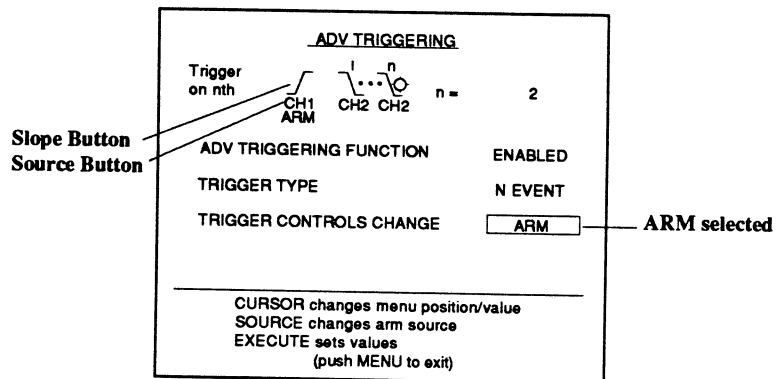 ADV TRIGGERING
Trigger
on nth
1 n
CH1 CH2 CH2
ARM
n = 2
Slope Button
Source Button
ADV TRIGGERING FUNCTION ENABLED
TRIGGER TYPE N EVENT
TRIGGER CONTROLS CHANGE ARM
ARM selected
CURSOR changes menu position/value
SOURCE changes arm source
EXECUTE sets values
(push MENU to exit)